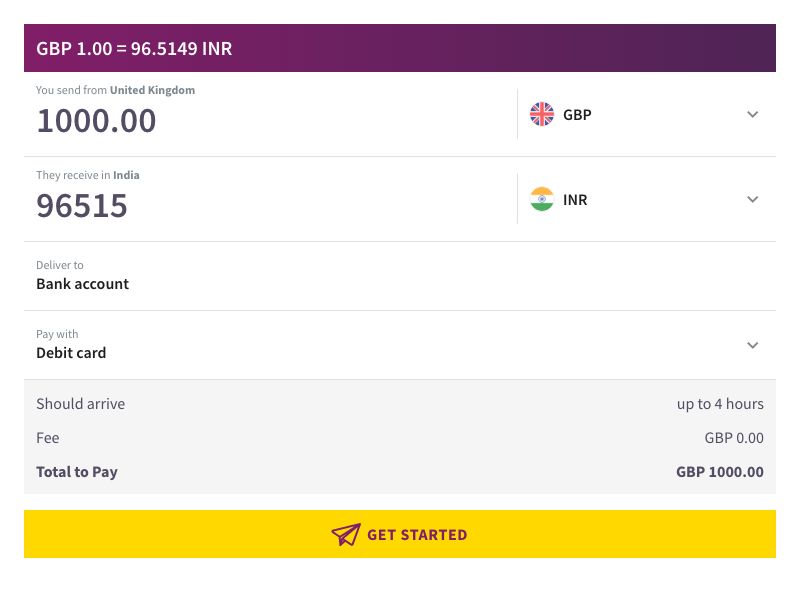 GBP 1.00 = 96.5149 INR
You send from United Kingdom
1000.00
GBP
They receive in India
96515
INR
Deliver to
Bank account
Pay with
Debit card
Should arrive up to 4 hours
Fee GBP 0.00
Total to Pay GBP 1000.00
GET STARTED